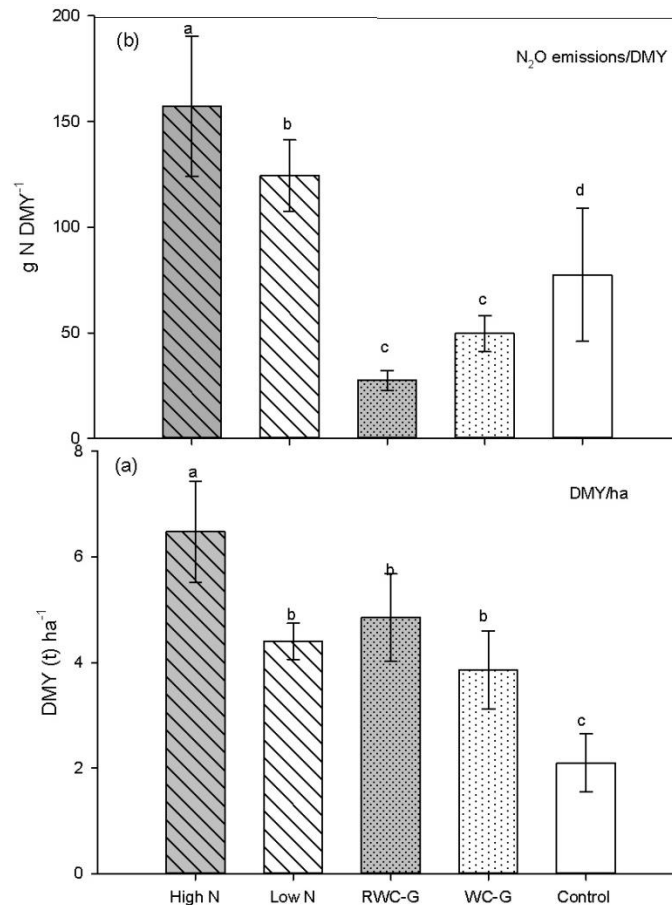 (b)
N₂O emissions/DMY
g N DMY⁻¹
200
150
100
50
0
a
b
c
c
d
(a)
DMY/ha
DMY (t) ha⁻¹
8
6
4
2
0
a
b
b
b
c
High N Low N RWC-G WC-G Control